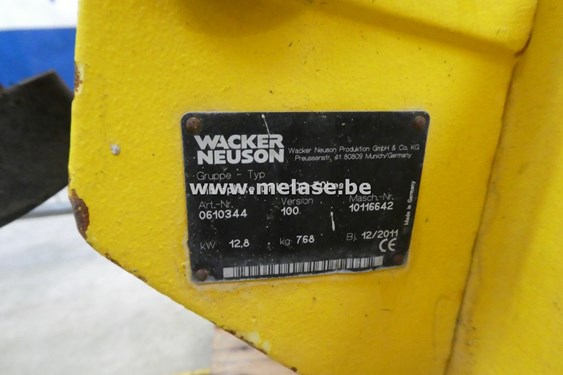 WACKER
NEUSON
Wacker Neuson Produktion GmbH & Co. KG
Preussenstr. 41 80809 Munich/Germany
Gruppe - Typ
www.melase.be
Art.-Nr. Version Masch.-Nr.
0610344 100 10116642
kW 12,8 kg 768 Bj. 12/2011
CE
Made in Germany